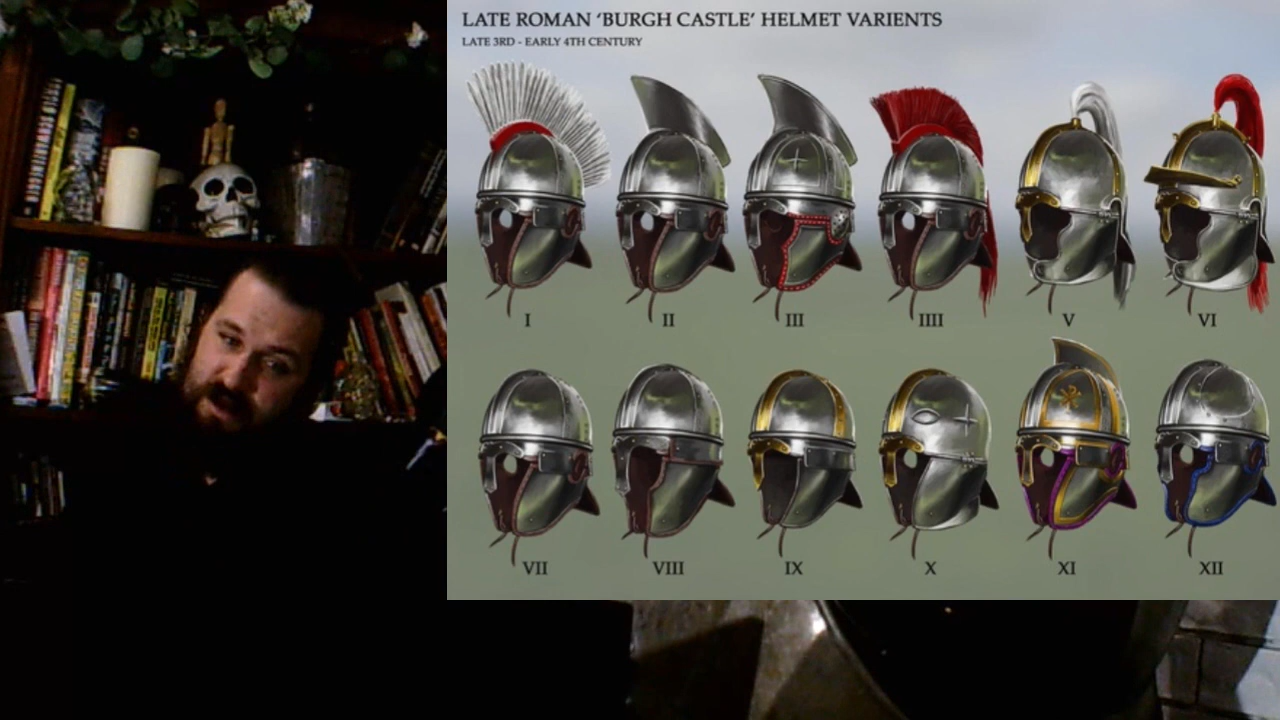 LATE ROMAN 'BURGH CASTLE' HELMET VARIENTS
LATE 3RD - EARLY 4TH CENTURY
I II III IIII V VI
VII VIII IX X XI XII